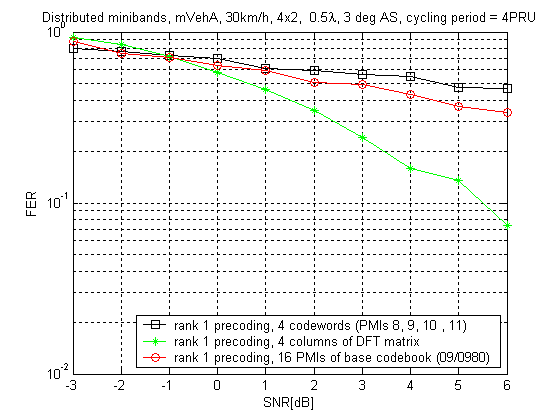 Distributed minibands, mVehA, 30km/h, 4x2, 0.5λ, 3 deg AS, cycling period = 4PRU
10^0
10^-1
10^-2
FER
-3 -2 -1 0 1 2 3 4 5 6
SNR[dB]
rank 1 precoding, 4 codewords (PMIs 8, 9, 10 , 11)
rank 1 precoding, 4 columns of DFT matrix
rank 1 precoding, 16 PMIs of base codebook (09/0980)